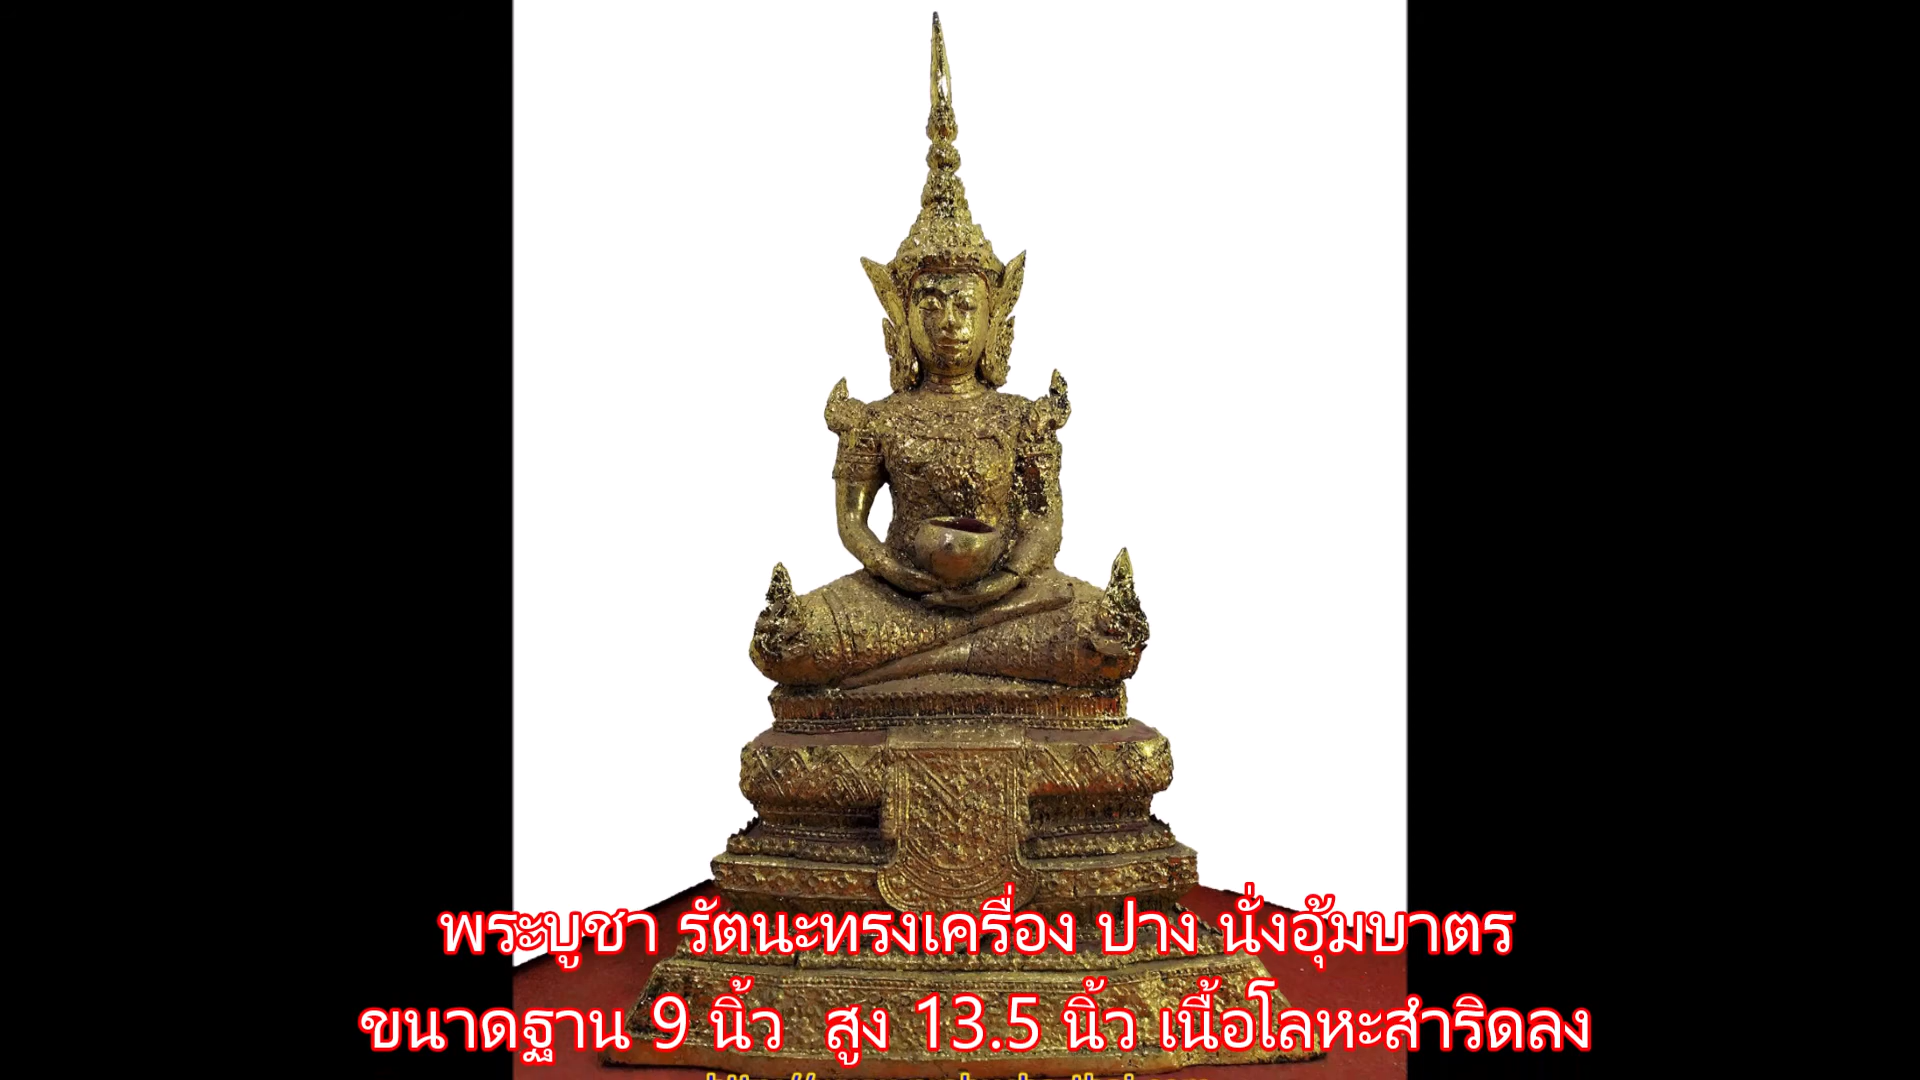 พระบูชา รัตนะทรงเครื่อง ปาง นั่งอุ้มบาตร
ขนาดฐาน 9 นิ้ว สูง 13.5 นิ้ว เนื้อโลหะสำริดลง